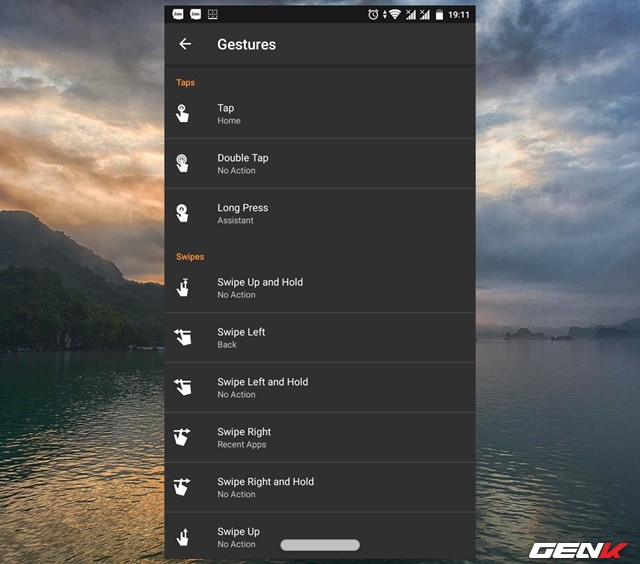 19:11
Gestures
Taps
Tap
Home
Double Tap
No Action
Long Press
Assistant
Swipes
Swipe Up and Hold
No Action
Swipe Left
Back
Swipe Left and Hold
No Action
Swipe Right
Recent Apps
Swipe Right and Hold
No Action
Swipe Up
No Action
GENK